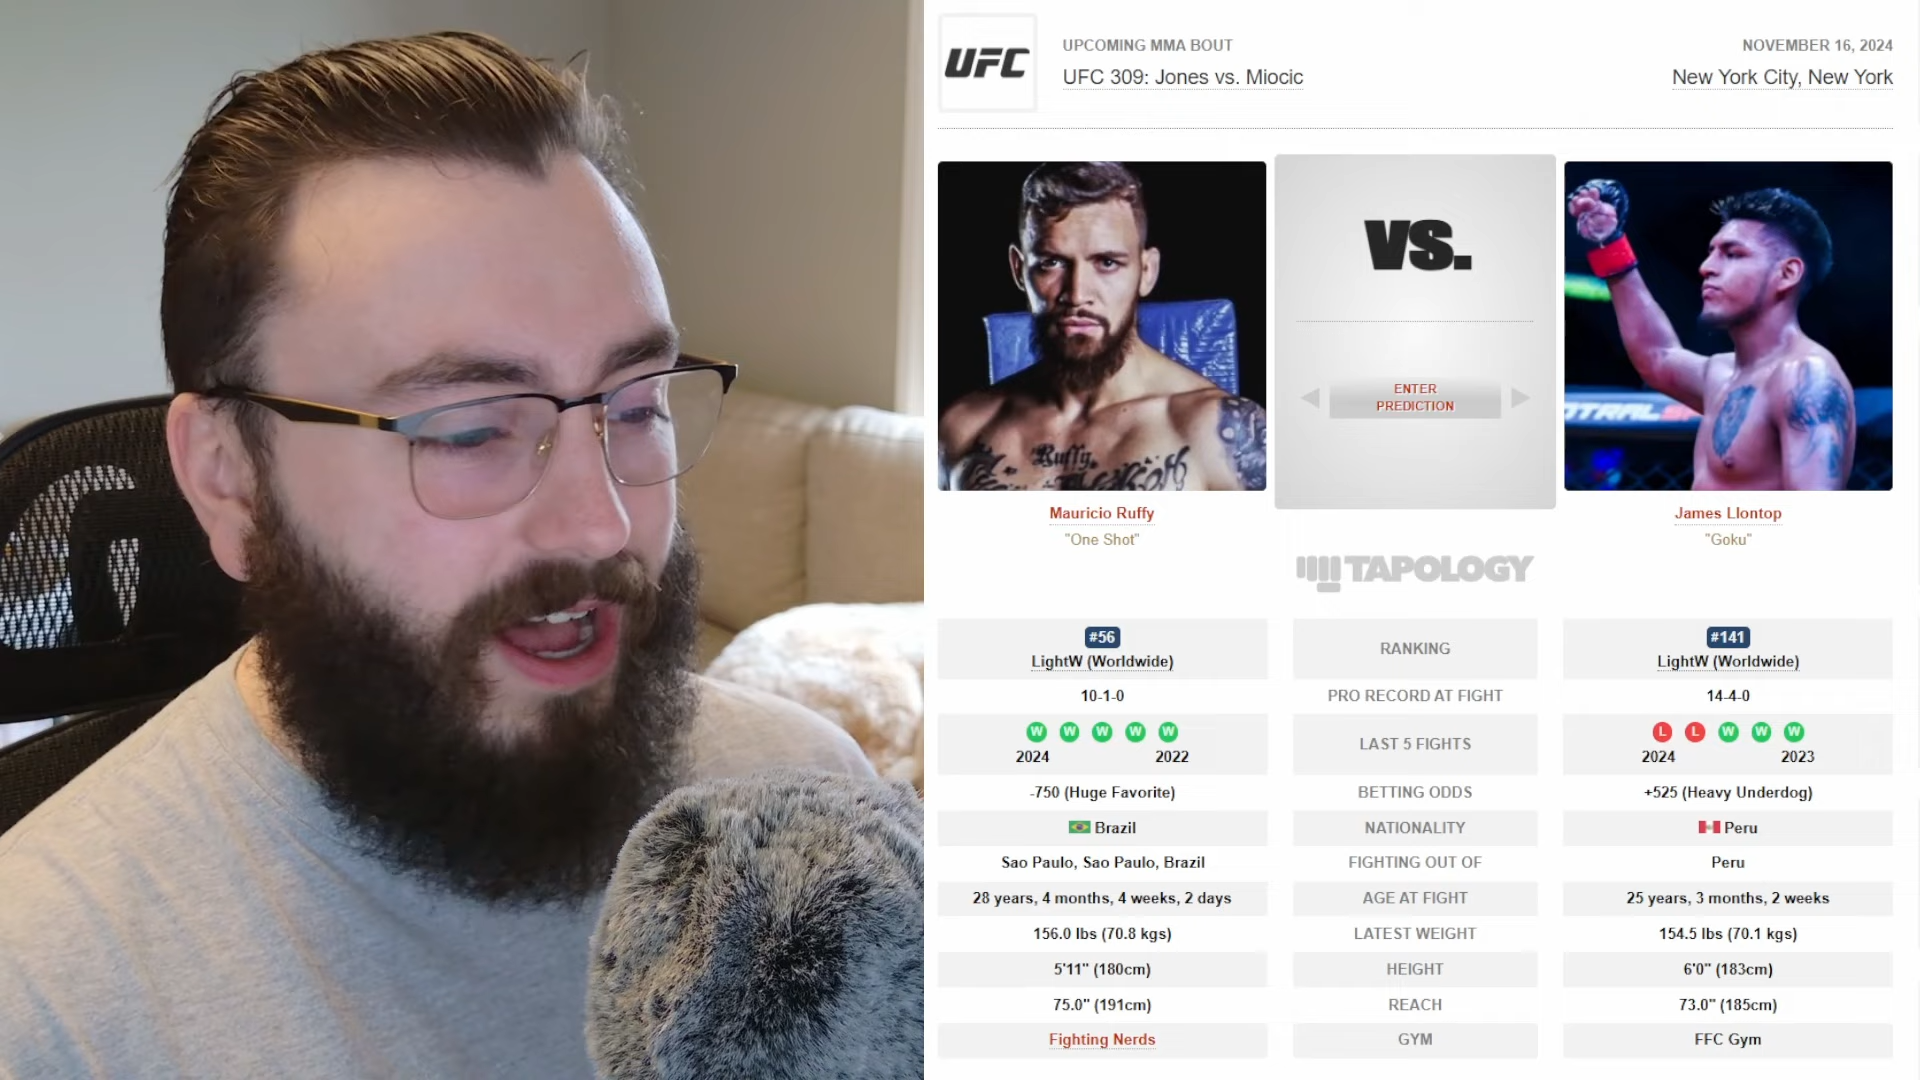 UFC
UPCOMING MMA BOUT
UFC 309: Jones vs. Miocic
NOVEMBER 16, 2024
New York City, New York
VS.
ENTER
PREDICTION
Ruffy
Mauricio Ruffy
"One Shot"
James Llontop
"Goku"
TAPOLOGY
#56
LightW (Worldwide)
RANKING
#141
LightW (Worldwide)
10-1-0
PRO RECORD AT FIGHT
14-4-0
W W W W W
2024 2022
LAST 5 FIGHTS
L L W W W
2024 2023
-750 (Huge Favorite)
BETTING ODDS
+525 (Heavy Underdog)
Brazil
NATIONALITY
Peru
Sao Paulo, Sao Paulo, Brazil
FIGHTING OUT OF
Peru
28 years, 4 months, 4 weeks, 2 days
AGE AT FIGHT
25 years, 3 months, 2 weeks
156.0 lbs (70.8 kgs)
LATEST WEIGHT
154.5 lbs (70.1 kgs)
5'11" (180cm)
HEIGHT
6'0" (183cm)
75.0" (191cm)
REACH
73.0" (185cm)
Fighting Nerds
GYM
FFC Gym